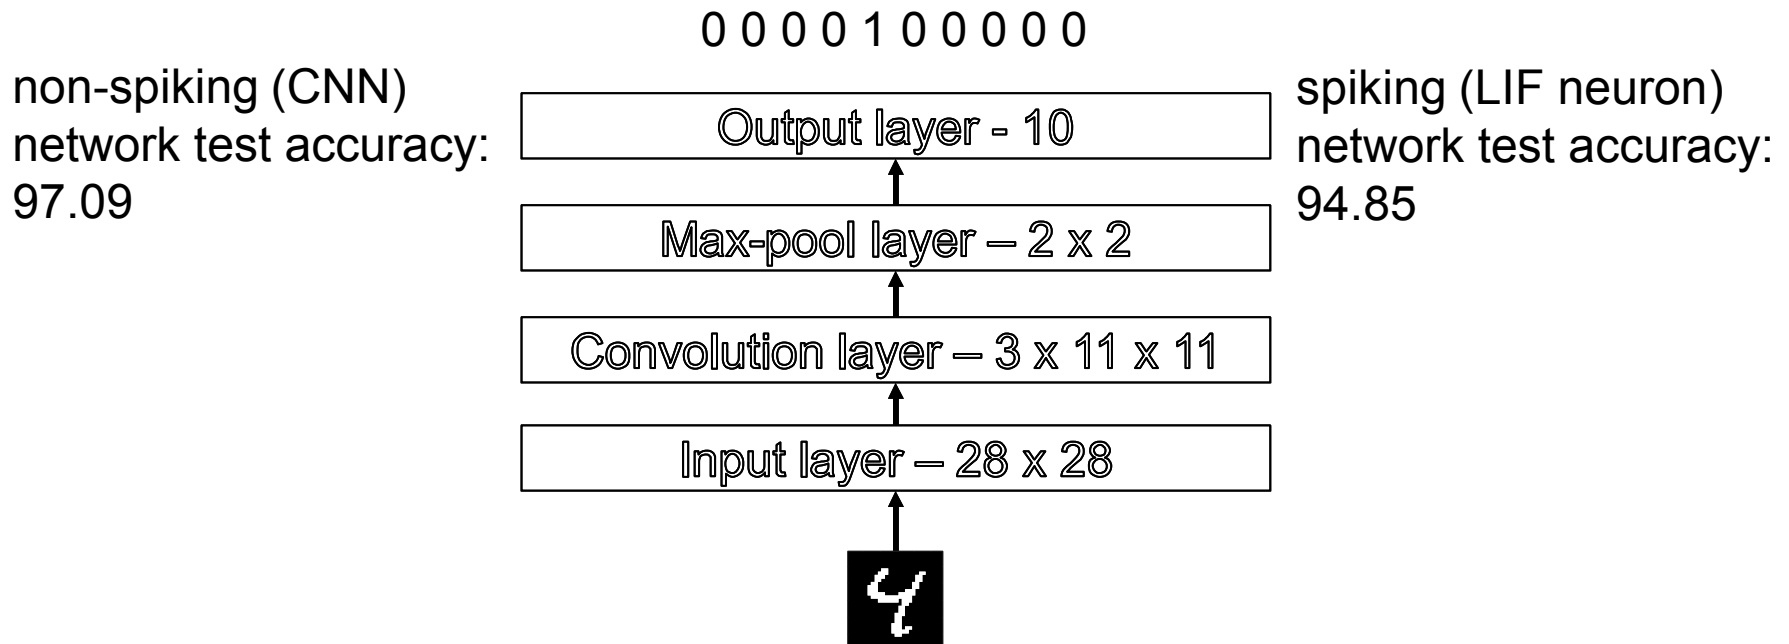 0 0 0 0 1 0 0 0 0 0
non-spiking (CNN)
network test accuracy:
97.09
Output layer - 10
Max-pool layer – 2 x 2
Convolution layer – 3 x 11 x 11
Input layer – 28 x 28
4
spiking (LIF neuron)
network test accuracy:
94.85